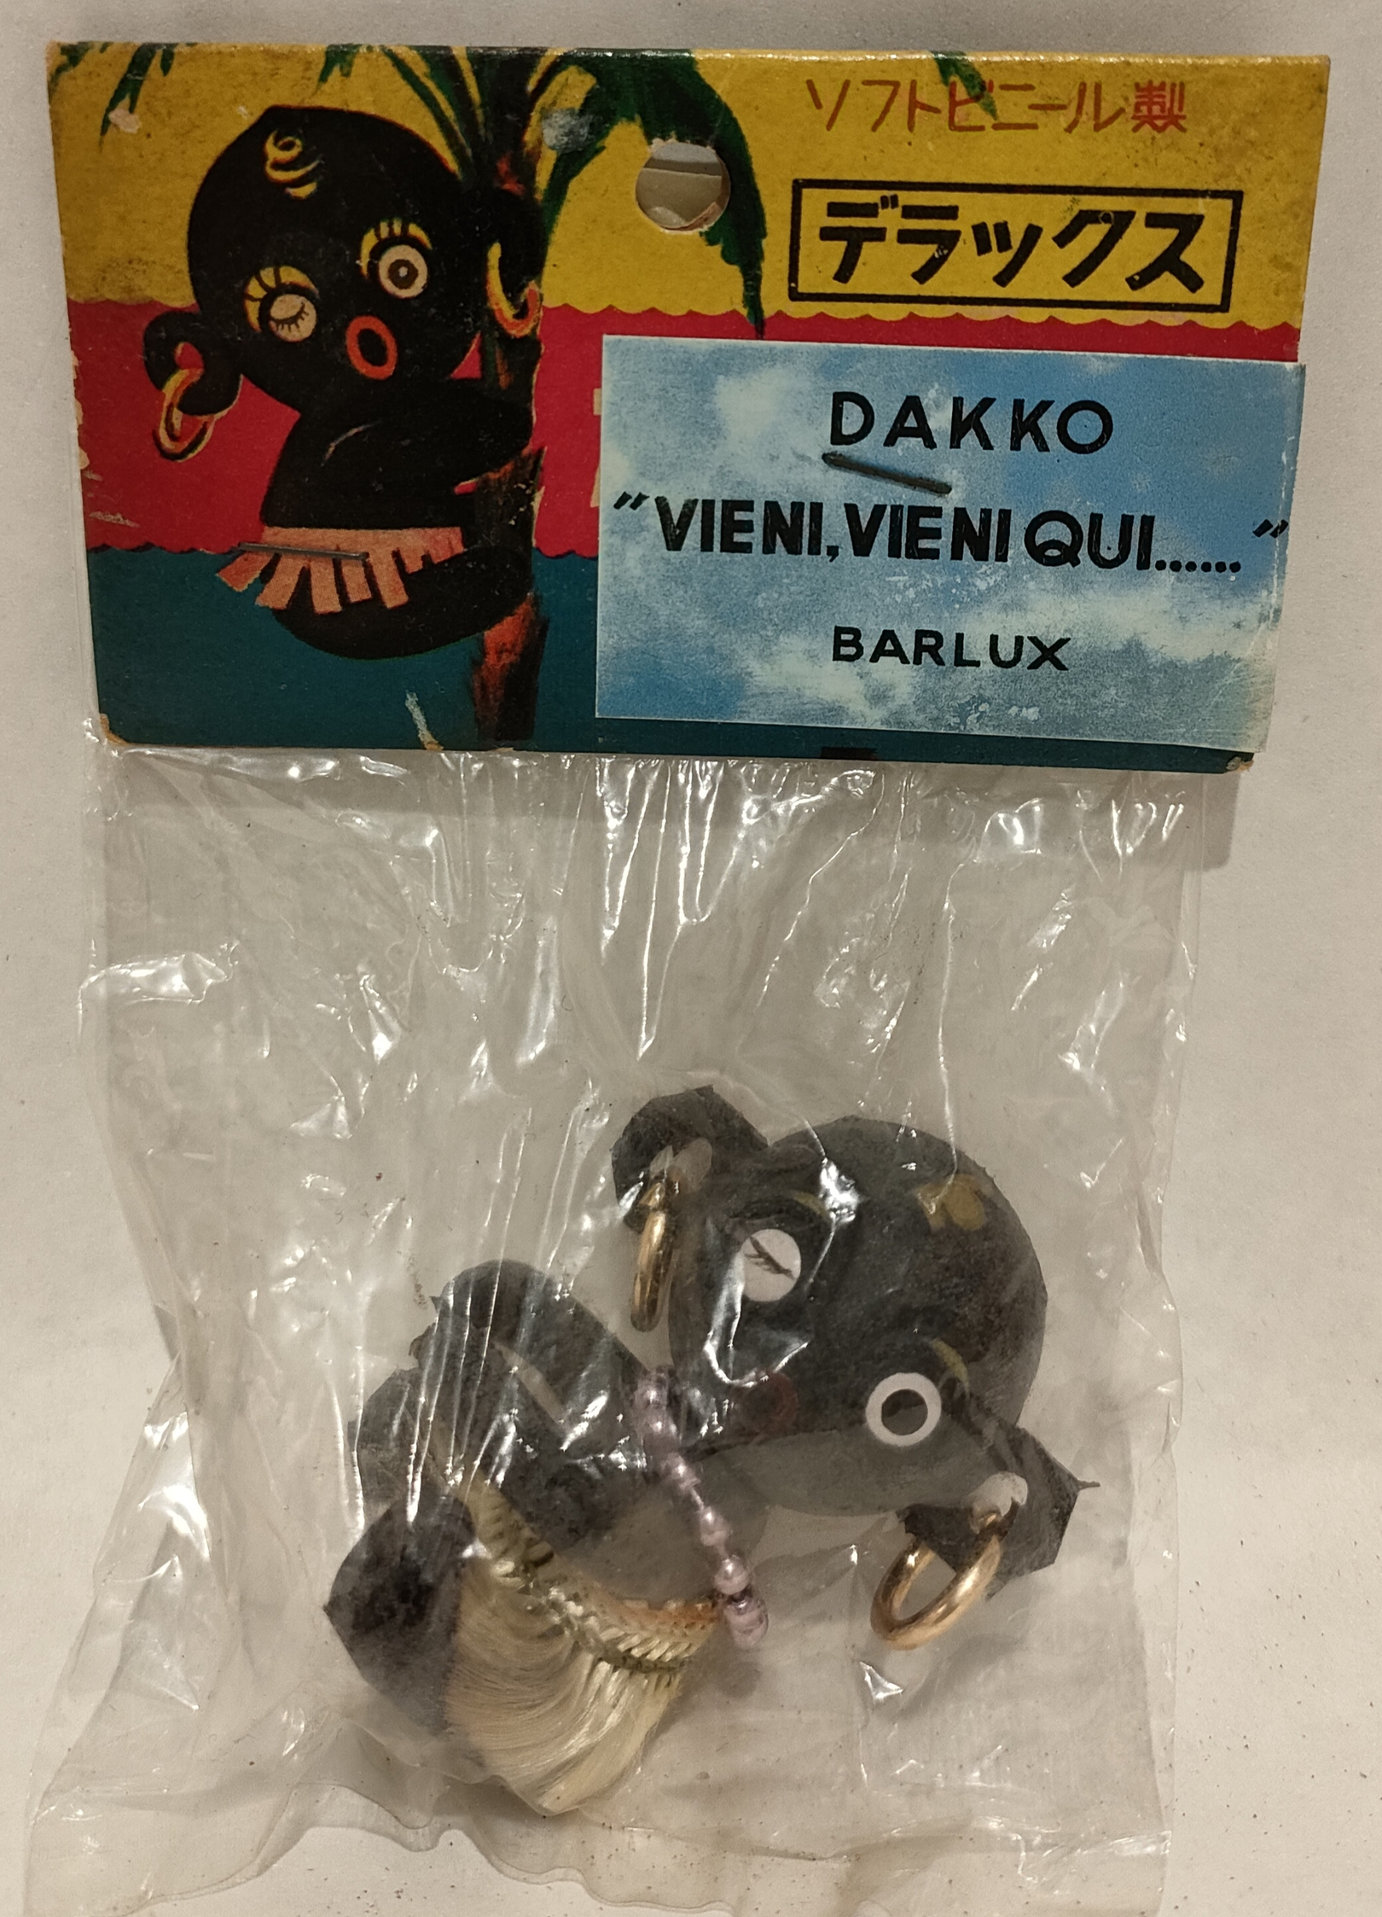 ソフトビニール製
デラックス
DAKKO
"VIENI, VIENI QUI......"
BARLUX